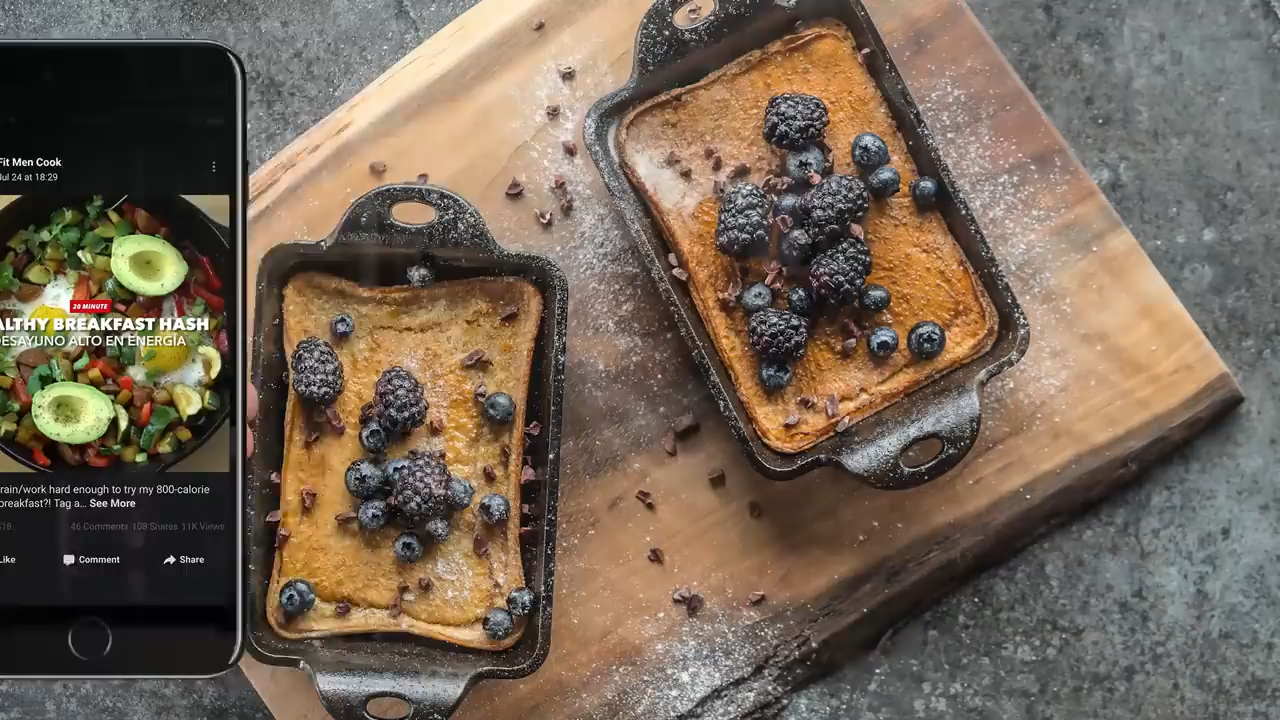 Fit Men Cook
Jul 24 at 18:29
20 MINUTE
ALTHY BREAKFAST HASH
DESAYUNO ALTO EN ENERGÍA
rain/work hard enough to try my 800-calorie
breakfast?! Tag a... See More
46 Comments 108 Shares 11K Views
Like
Comment
Share